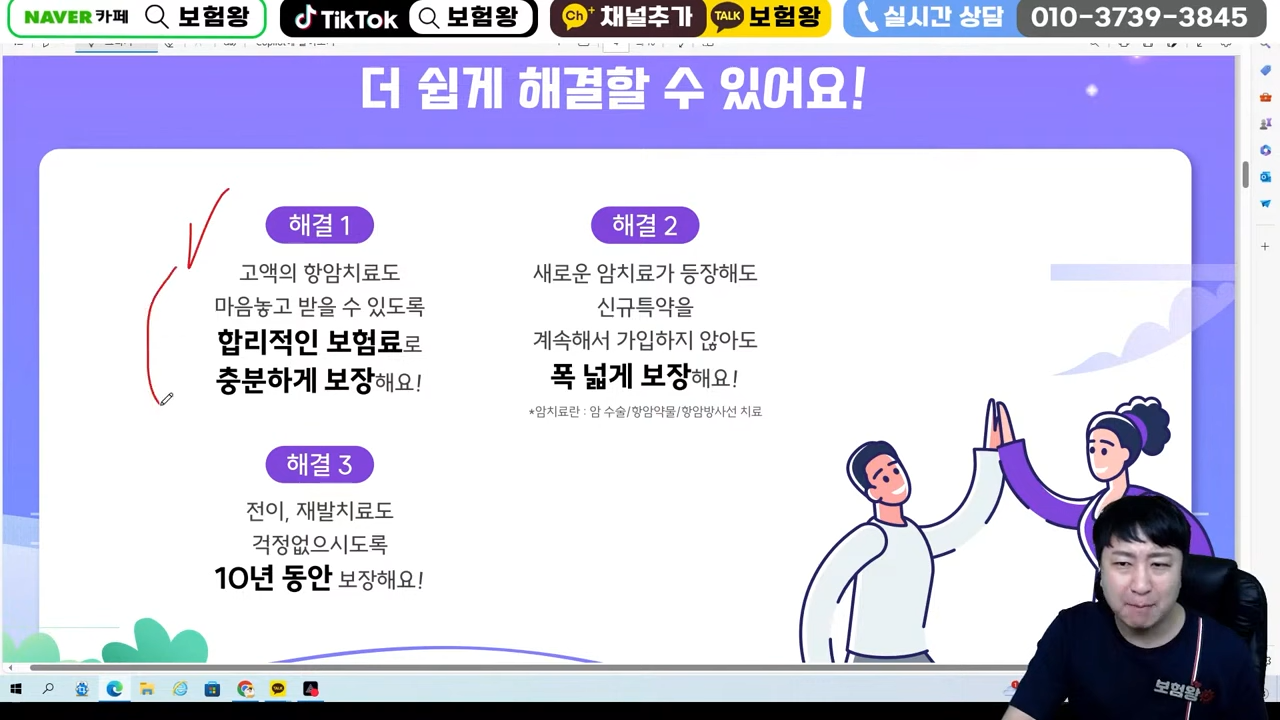 NAVER 카페 보험왕
TikTok 보험왕
Ch+ 채널추가 TALK 보험왕
실시간 상담 010-3739-3845
더 쉽게 해결할 수 있어요!
해결 1
고액의 항암치료도
마음놓고 받을 수 있도록
합리적인 보험료로
충분하게 보장해요!
해결 2
새로운 암치료가 등장해도
신규특약을
계속해서 가입하지 않아도
폭 넓게 보장해요!
*암치료란 : 암 수술/항암약물/항암방사선 치료
해결 3
전이, 재발치료도
걱정없으시도록
10년 동안 보장해요!
보험왕